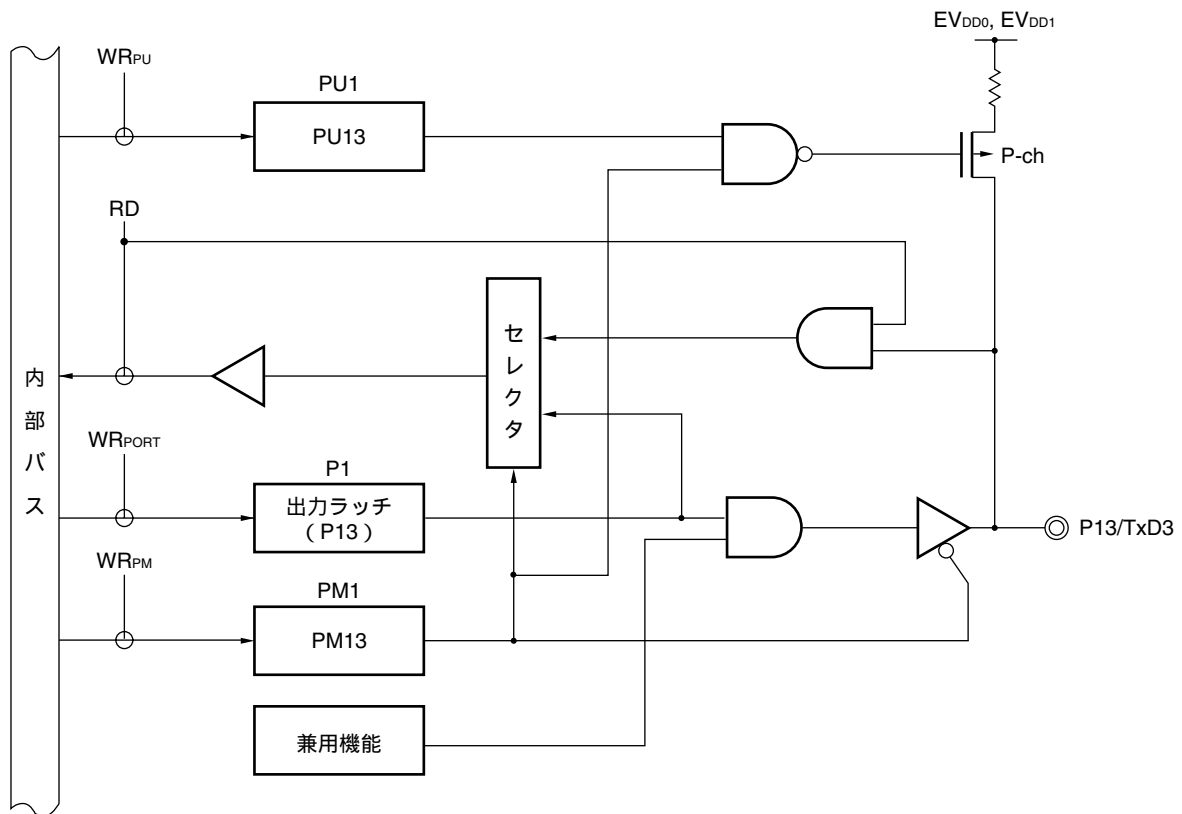 EVDD0, EVDD1
WRPU
PU1
PU13
P-ch
RD
セレクタ
内部バス
WRPORT
P1
出力ラッチ
(P13)
P13/TxD3
WRPM
PM1
PM13
兼用機能